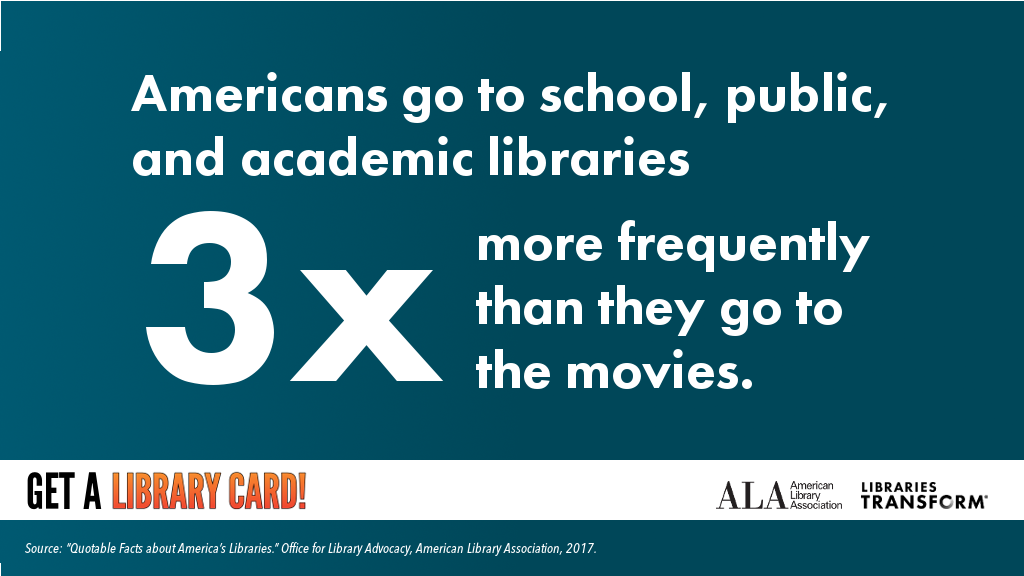 Americans go to school, public,
and academic libraries
3x
more frequently
than they go to
the movies.
GET A LIBRARY CARD!
ALA American
Library
Association
LIBRARIES
TRANSFORM®
Source: "Quotable Facts about America's Libraries." Office for Library Advocacy, American Library Association, 2017.